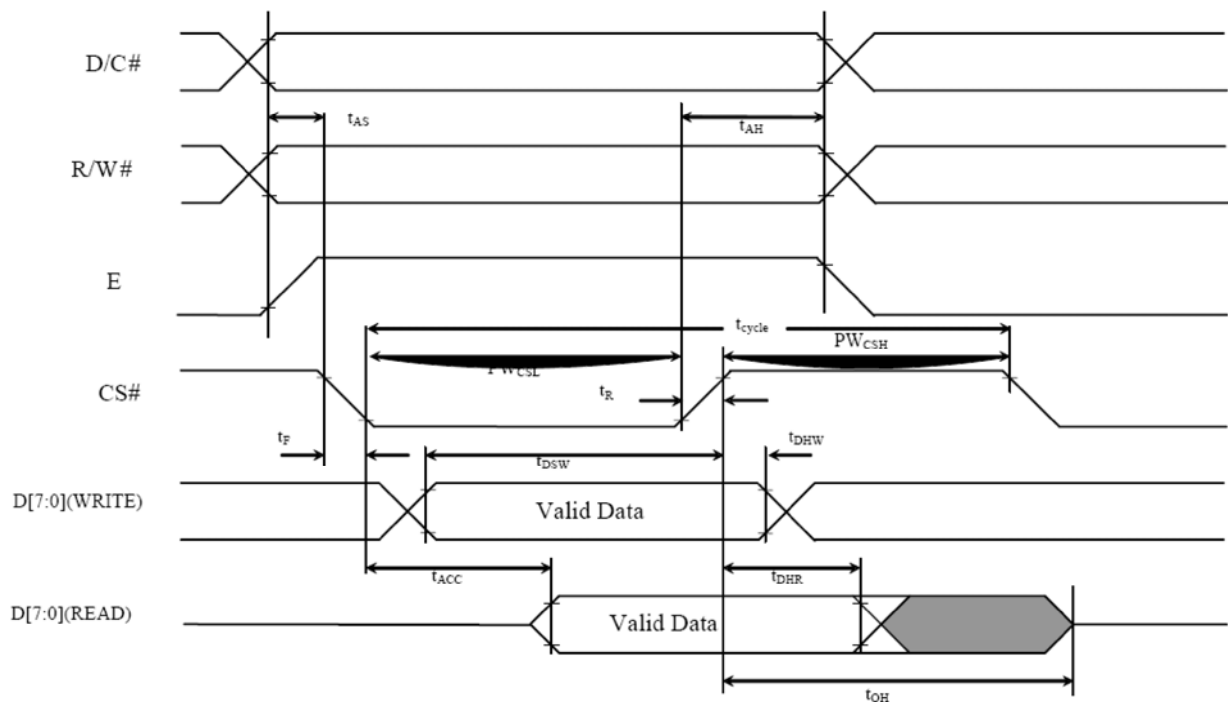 D/C#
t_AS
t_AH
R/W#
E
t_cycle
PW_CSH
PW_CSL
CS#
t_R
t_F
t_DSW
t_DHW
D[7:0](WRITE)
Valid Data
t_ACC
t_DHR
D[7:0](READ)
Valid Data
t_OH